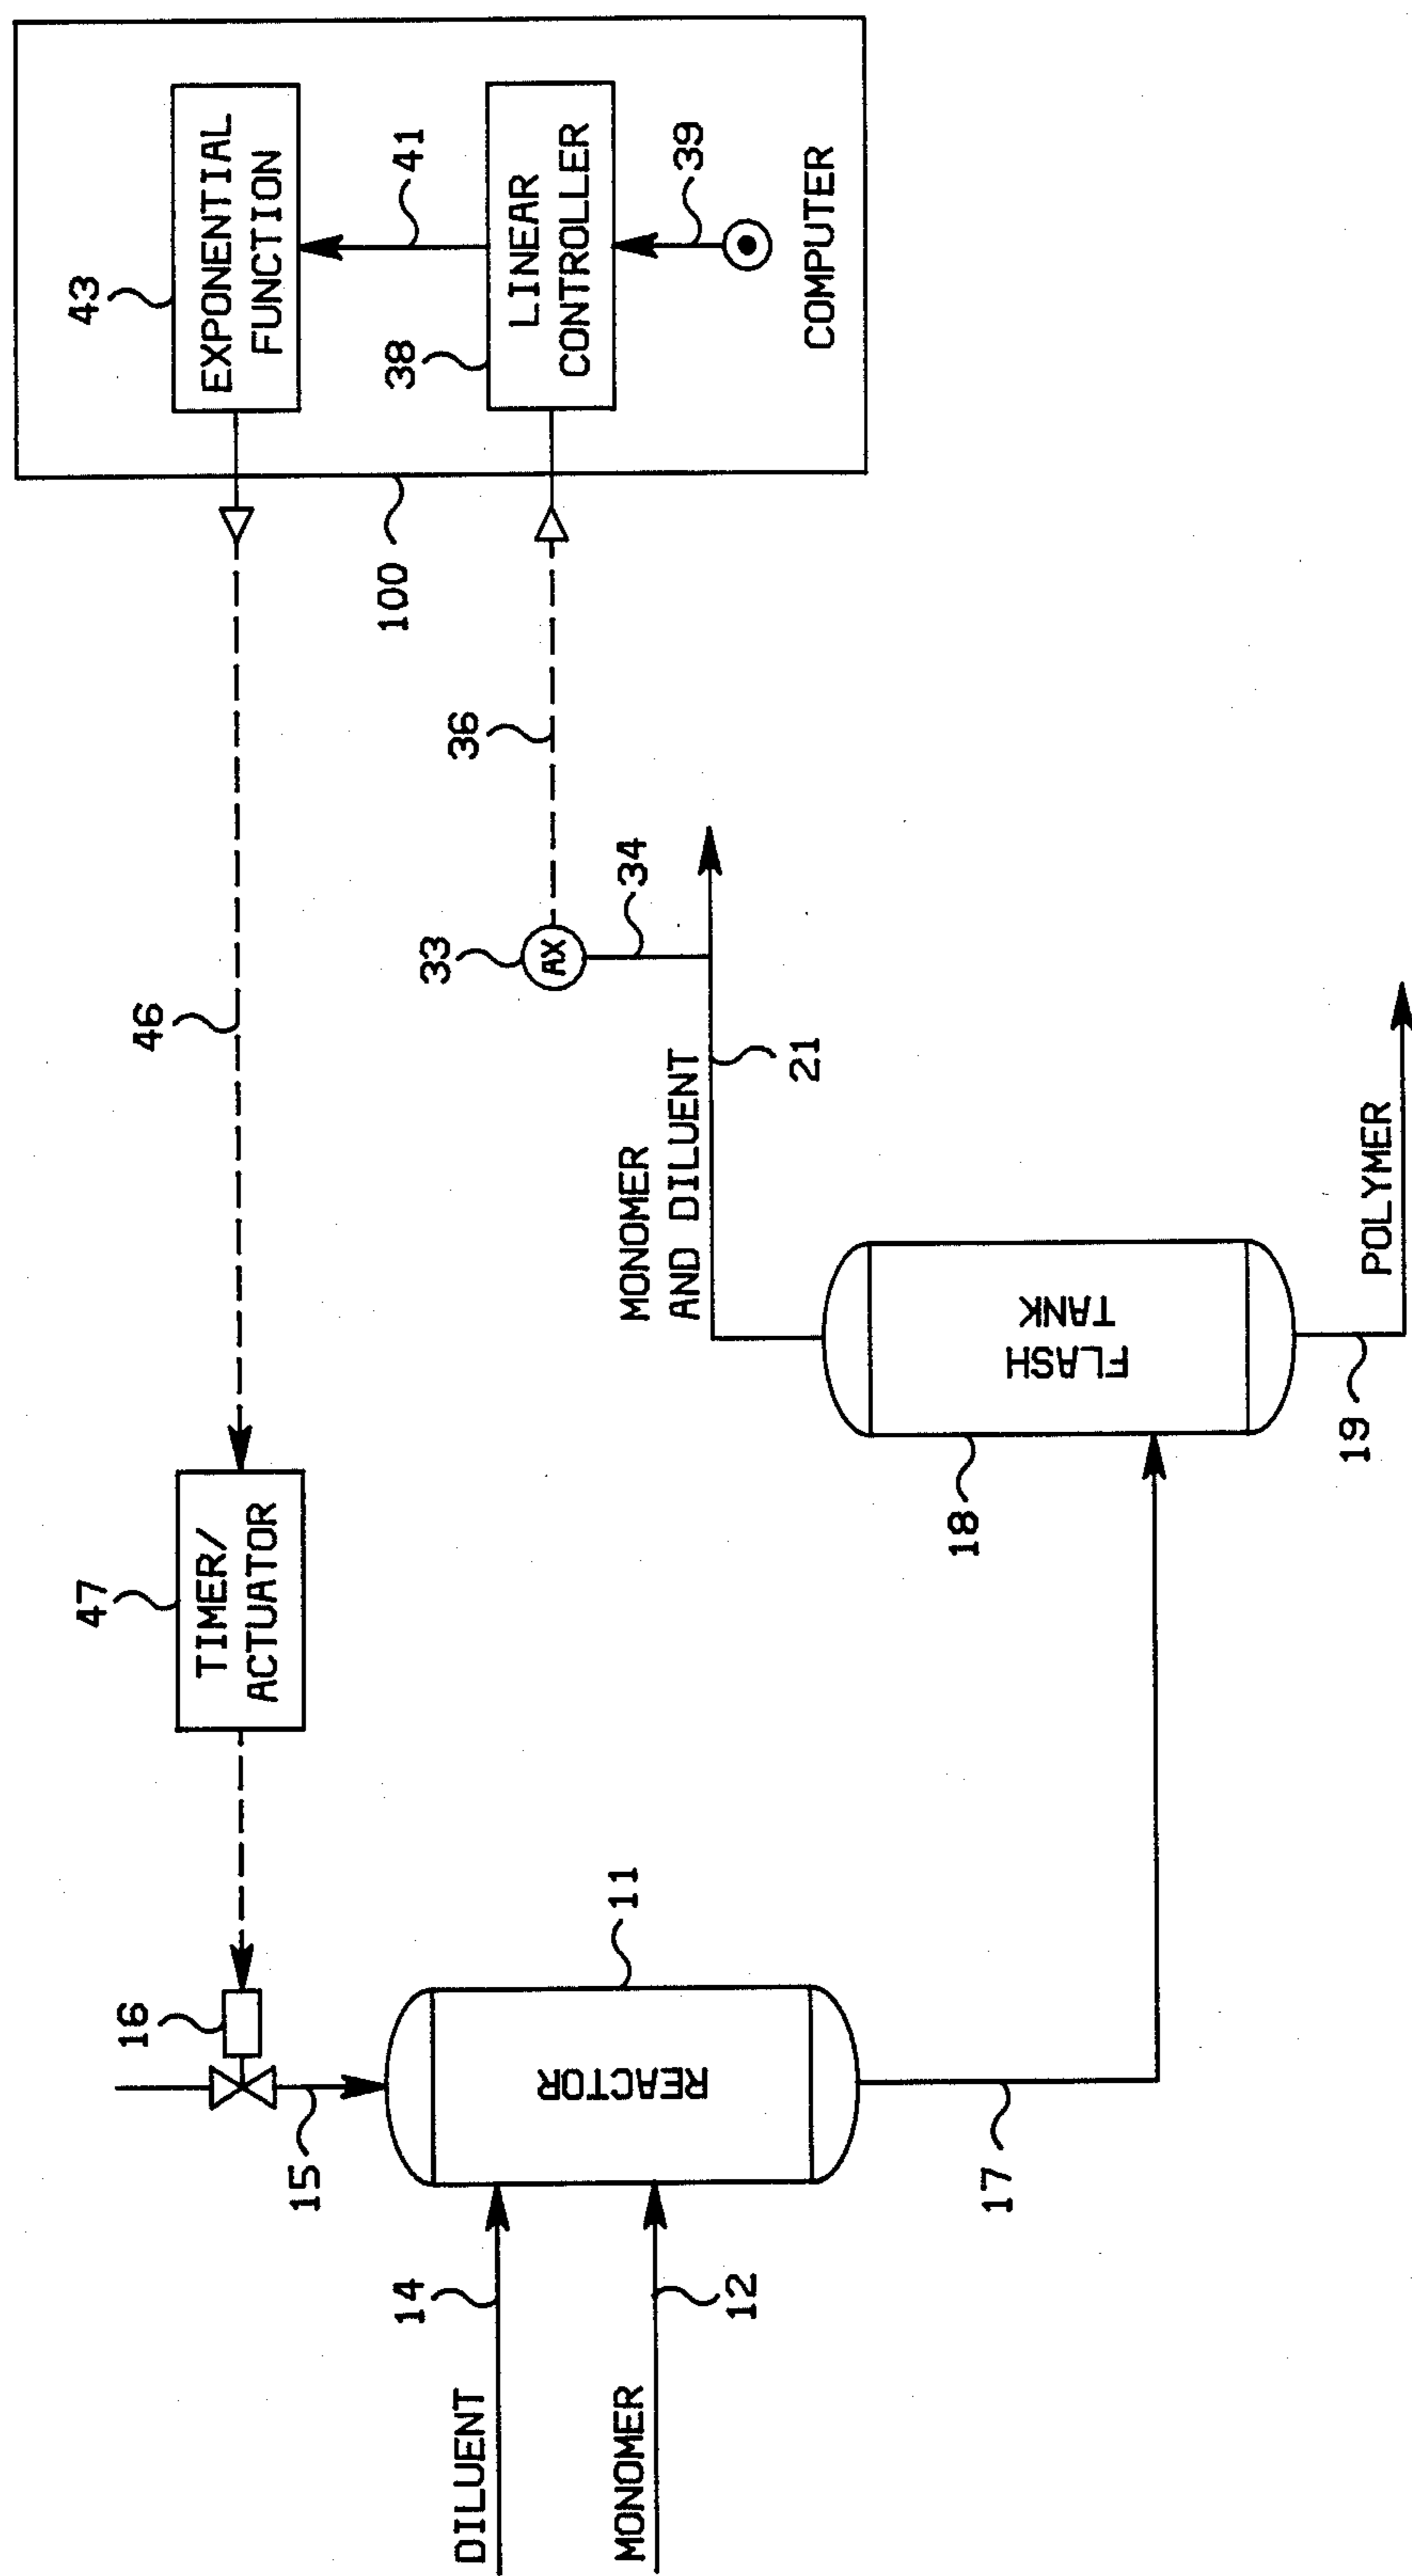 47
43
16
46
TIMER/
ACTUATOR
EXPONENTIAL
FUNCTION
15
100
14
38
41
33
36
DILUENT
LINEAR
CONTROLLER
AX
11
REACTOR
MONOMER
MONOMER
AND DILUENT
34
39
12
21
COMPUTER
18
17
FLASH
TANK
19
POLYMER